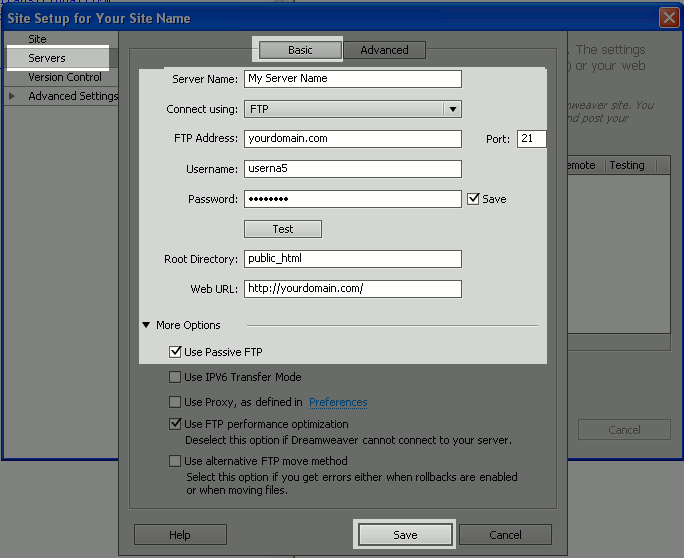 Site Setup for Your Site Name
Site
Servers
Version Control
Advanced Settings
Basic
Advanced
. The settings
) or your web
site. You
and post your
Testing
Server Name: My Server Name
Connect using: FTP
FTP Address: yourdomain.com Port: 21
Username: userna5
Password: •••••••• Save
Test
Root Directory: public_html
Web URL: http://yourdomain.com/
More Options
Use Passive FTP
Use IPV6 Transfer Mode
Use Proxy, as defined in Preferences
Use FTP performance optimization
Deselect this option if Dreamweaver cannot connect to your server.
Use alternative FTP move method
Select this option if you get errors either when rollbacks are enabled
or when moving files.
Cancel
Help
Save
Cancel